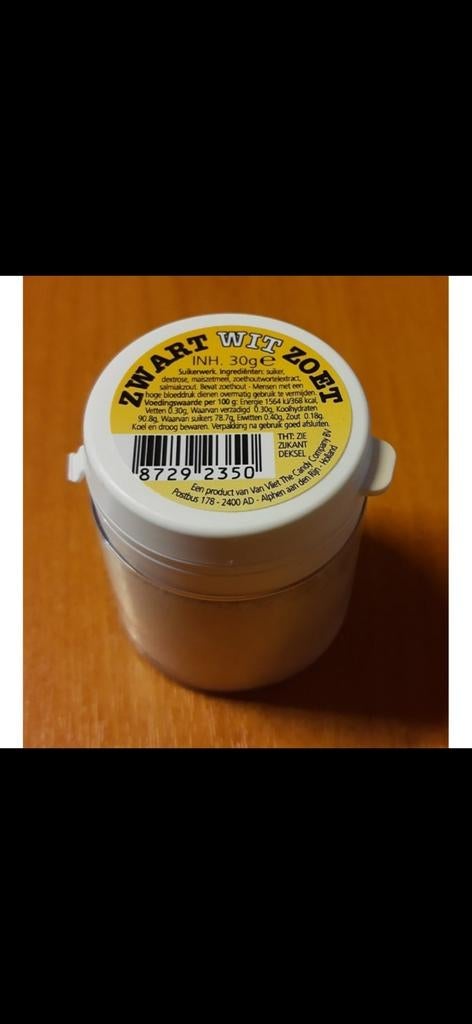 ZWART WIT ZOET
INH. 30g ℮
Suikerwerk. Ingrediënten: suiker,
dextrose, maiszetmeel, zoethoutwortelextract,
salmiakzout. Bevat zoethout - Mensen met een
hoge bloeddruk dienen overmatig gebruik te vermijden.
Voedingswaarde per 100 g: Energie 1564 kJ/368 kcal,
Vetten 0.30g, Waarvan verzadigd 0.30g, Koolhydraten
90.8g, Waarvan suikers 78.7g, Eiwitten 0.40g, Zout 0.18g
Koel en droog bewaren. Verpakking na gebruik goed afsluiten.
THT: ZIE
ZIJKANT
DEKSEL
8729 2350
Een product van Van Vliet The Candy Company BV
Postbus 178 - 2400 AD - Alphen aan den Rijn - Holland